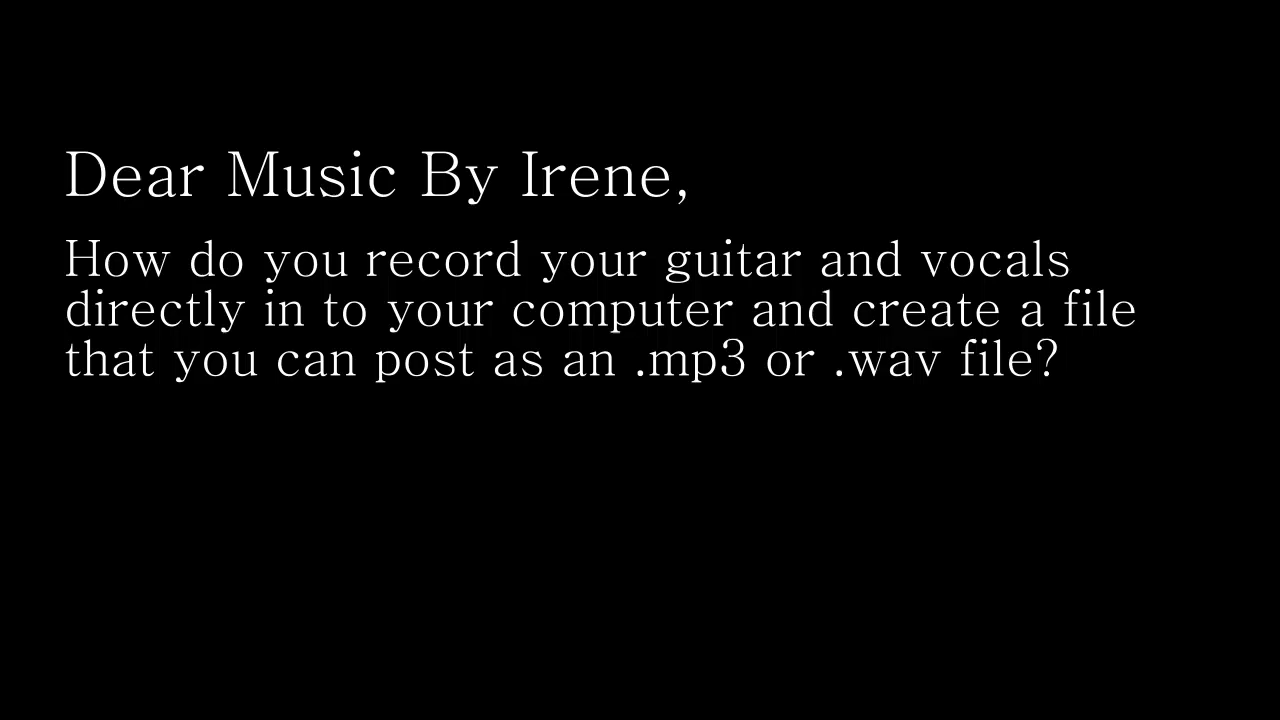 Dear Music By Irene,
How do you record your guitar and vocals
directly in to your computer and create a file
that you can post as an .mp3 or .wav file?